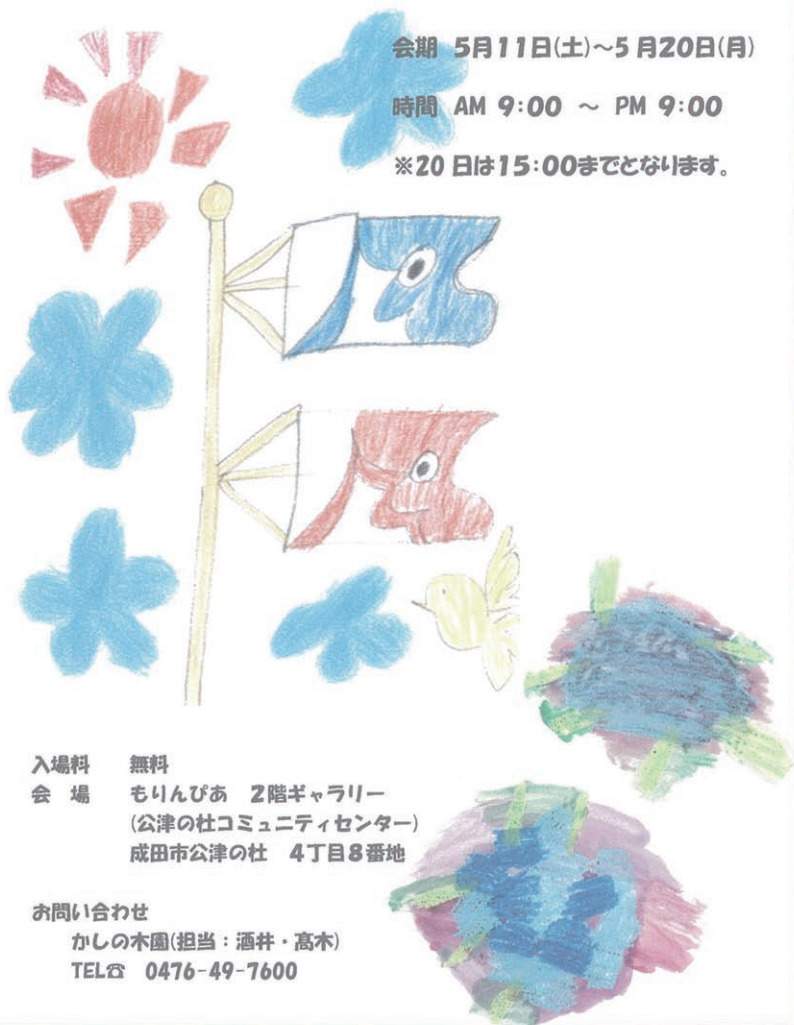 会期 5月11日(土)～5月20日(月)
時間 AM 9:00 ～ PM 9:00
※20日は15:00までとなります。
入場料 無料
会 場 もりんぴあ 2階ギャラリー
(公津の杜コミュニティセンター)
成田市公津の杜 4丁目8番地
お問い合わせ
かしの木園(担当：酒井・髙木)
TEL☎ 0476-49-7600